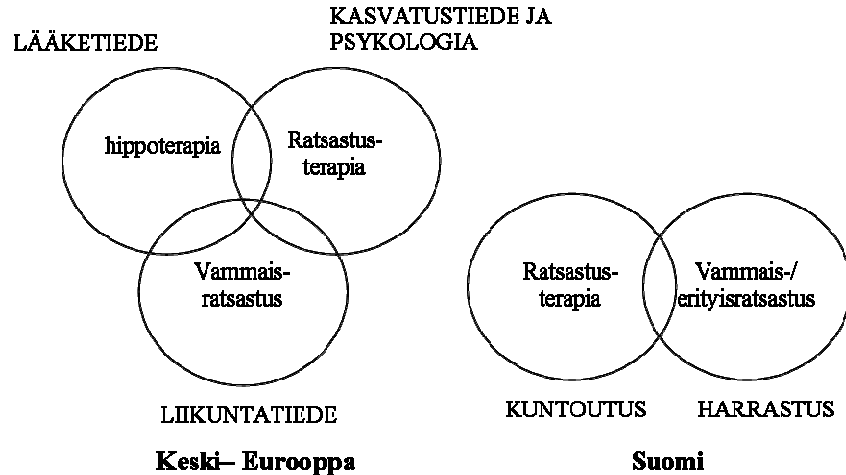 LÄÄKETIEDE
KASVATUSTIEDE JA
PSYKOLOGIA
hippoterapia
Ratsastus-
terapia
Vammais-
ratsastus
LIIKUNTATIEDE
Keski– Eurooppa
Ratsastus-
terapia
Vammais-/
erityisratsastus
KUNTOUTUS
HARRASTUS
Suomi